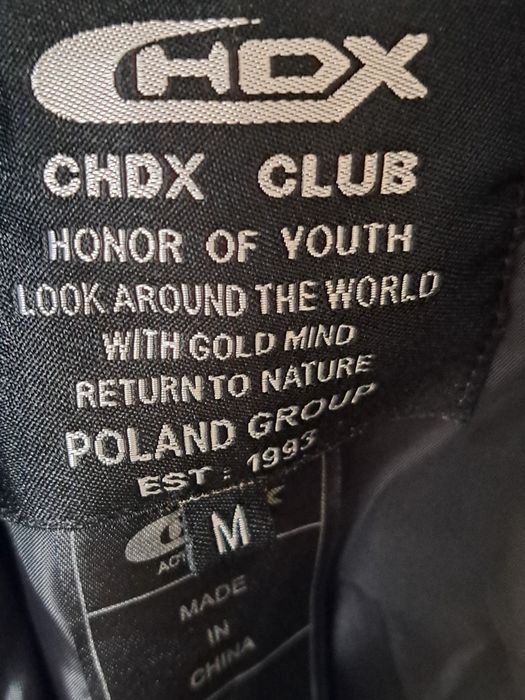 CHDX
CHDX CLUB
HONOR OF YOUTH
LOOK AROUND THE WORLD
WITH GOLD MIND
RETURN TO NATURE
POLAND GROUP
EST : 1993
M
MADE
IN
CHINA